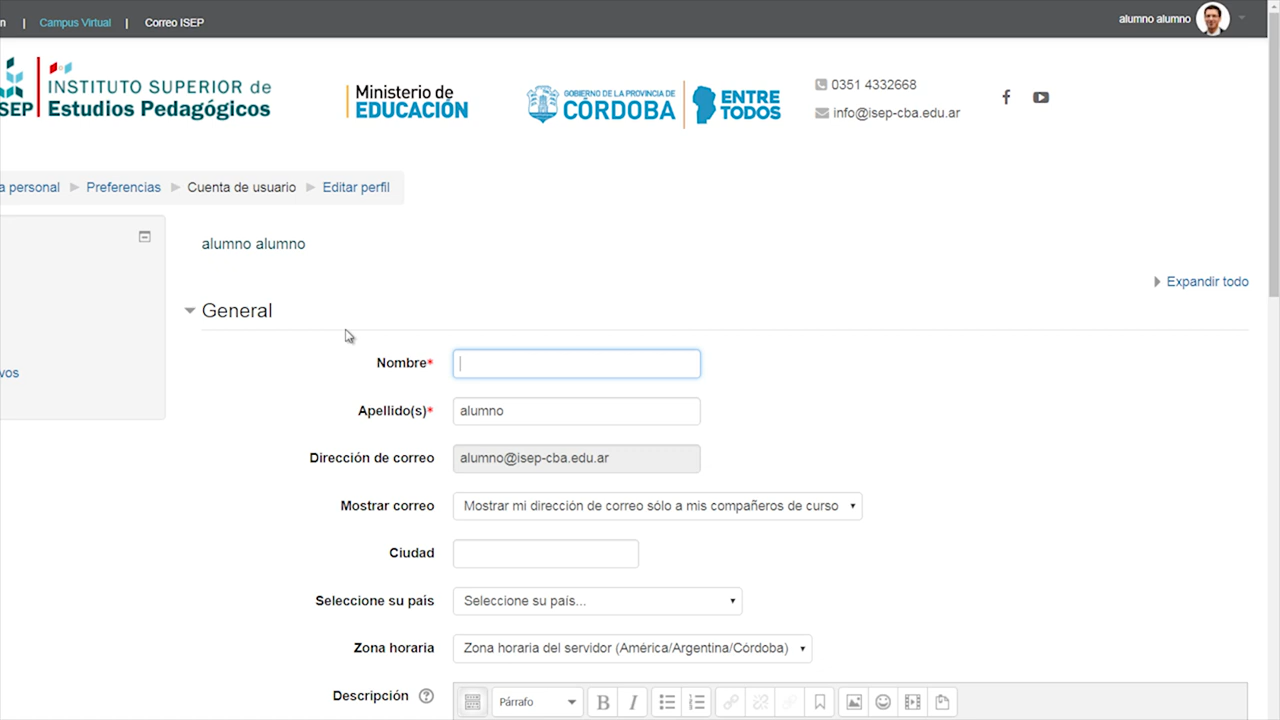 n | Campus Virtual | Correo ISEP
alumno alumno
INSTITUTO SUPERIOR de
Estudios Pedagógicos
SEP
Ministerio de
EDUCACIÓN
GOBIERNO DE LA PROVINCIA DE
CÓRDOBA
ENTRE
TODOS
0351 4332668
info@isep-cba.edu.ar
a personal Preferencias Cuenta de usuario Editar perfil
alumno alumno
Expandir todo
General
Nombre*
vos
Apellido(s)* alumno
Dirección de correo alumno@isep-cba.edu.ar
Mostrar correo Mostrar mi dirección de correo sólo a mis compañeros de curso
Ciudad
Seleccione su país Seleccione su país...
Zona horaria Zona horaria del servidor (América/Argentina/Córdoba)
Descripción ? Párrafo B I